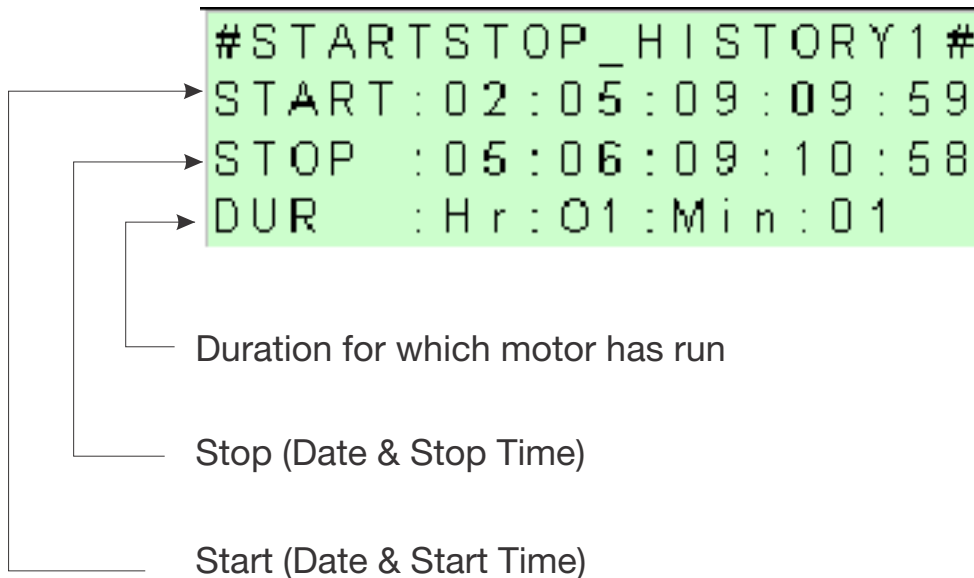 #STARTSTOP_HISTORY1#
START:02:05:09:09:59
STOP :05:06:09:10:58
DUR  :Hr:O1:Min:01
Duration for which motor has run
Stop (Date & Stop Time)
Start (Date & Start Time)